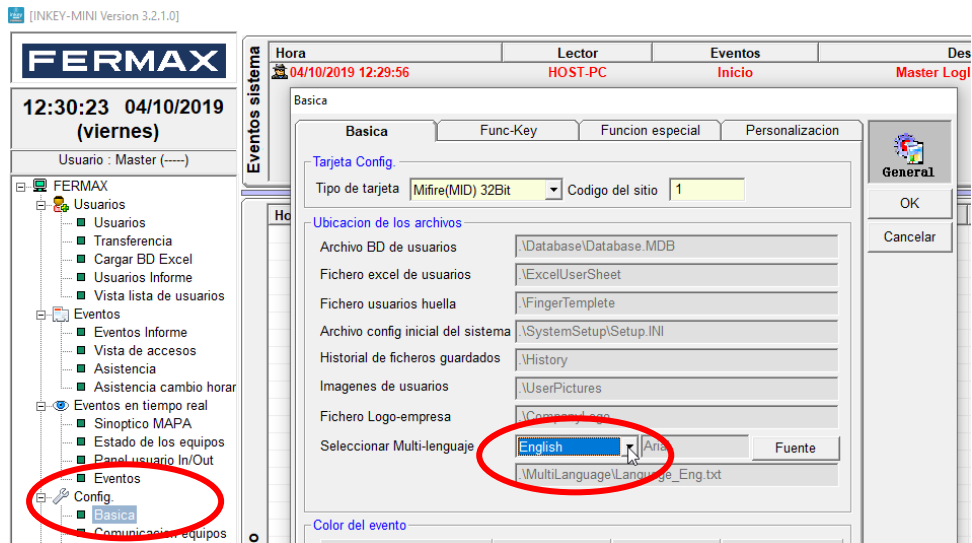 inkey
[INKEY-MINI Version 3.2.1.0]
FERMAX
12:30:23 04/10/2019
(viernes)
Usuario : Master (-----)
FERMAX
Usuarios
Usuarios
Transferencia
Cargar BD Excel
Usuarios Informe
Vista lista de usuarios
Eventos
Eventos Informe
Vista de accesos
Asistencia
Asistencia cambio horar
Eventos en tiempo real
Sinoptico MAPA
Estado de los equipos
Panel usuario In/Out
Eventos
Config.
Basica
Comunicacion equipos
Eventos sistema
Hora Lector Eventos Des
04/10/2019 12:29:56 HOST-PC Inicio Master LogI
Ho
Basica
Basica Func-Key Funcion especial Personalizacion
Tarjeta Config.
Tipo de tarjeta Mifire(MID) 32Bit Codigo del sitio 1
Ubicacion de los archivos
Archivo BD de usuarios .\Database\Database.MDB
Fichero excel de usuarios .\ExcelUserSheet
Fichero usuarios huella .\FingerTemplete
Archivo config inicial del sistema .\SystemSetup\Setup.INI
Historial de ficheros guardados .\History
Imagenes de usuarios .\UserPictures
Fichero Logo-empresa .\CompanyLogo
Seleccionar Multi-lenguaje English Aria Fuente
.\MultiLanguage\Language_Eng.txt
Color del evento
General
OK
Cancelar